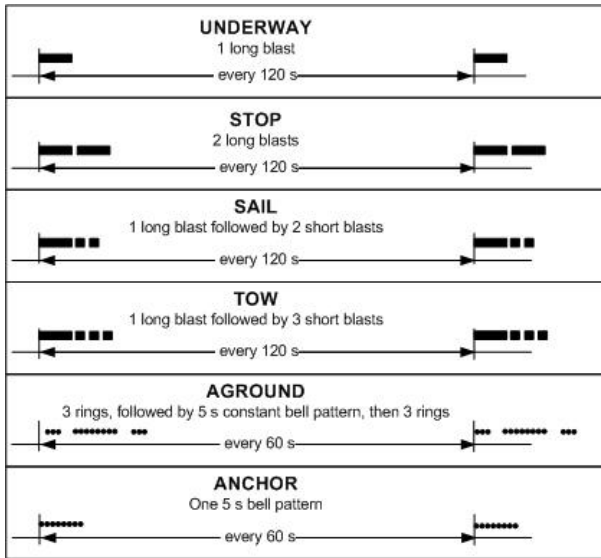 UNDERWAY
1 long blast
every 120 s
STOP
2 long blasts
every 120 s
SAIL
1 long blast followed by 2 short blasts
every 120 s
TOW
1 long blast followed by 3 short blasts
every 120 s
AGROUND
3 rings, followed by 5 s constant bell pattern, then 3 rings
every 60 s
ANCHOR
One 5 s bell pattern
every 60 s